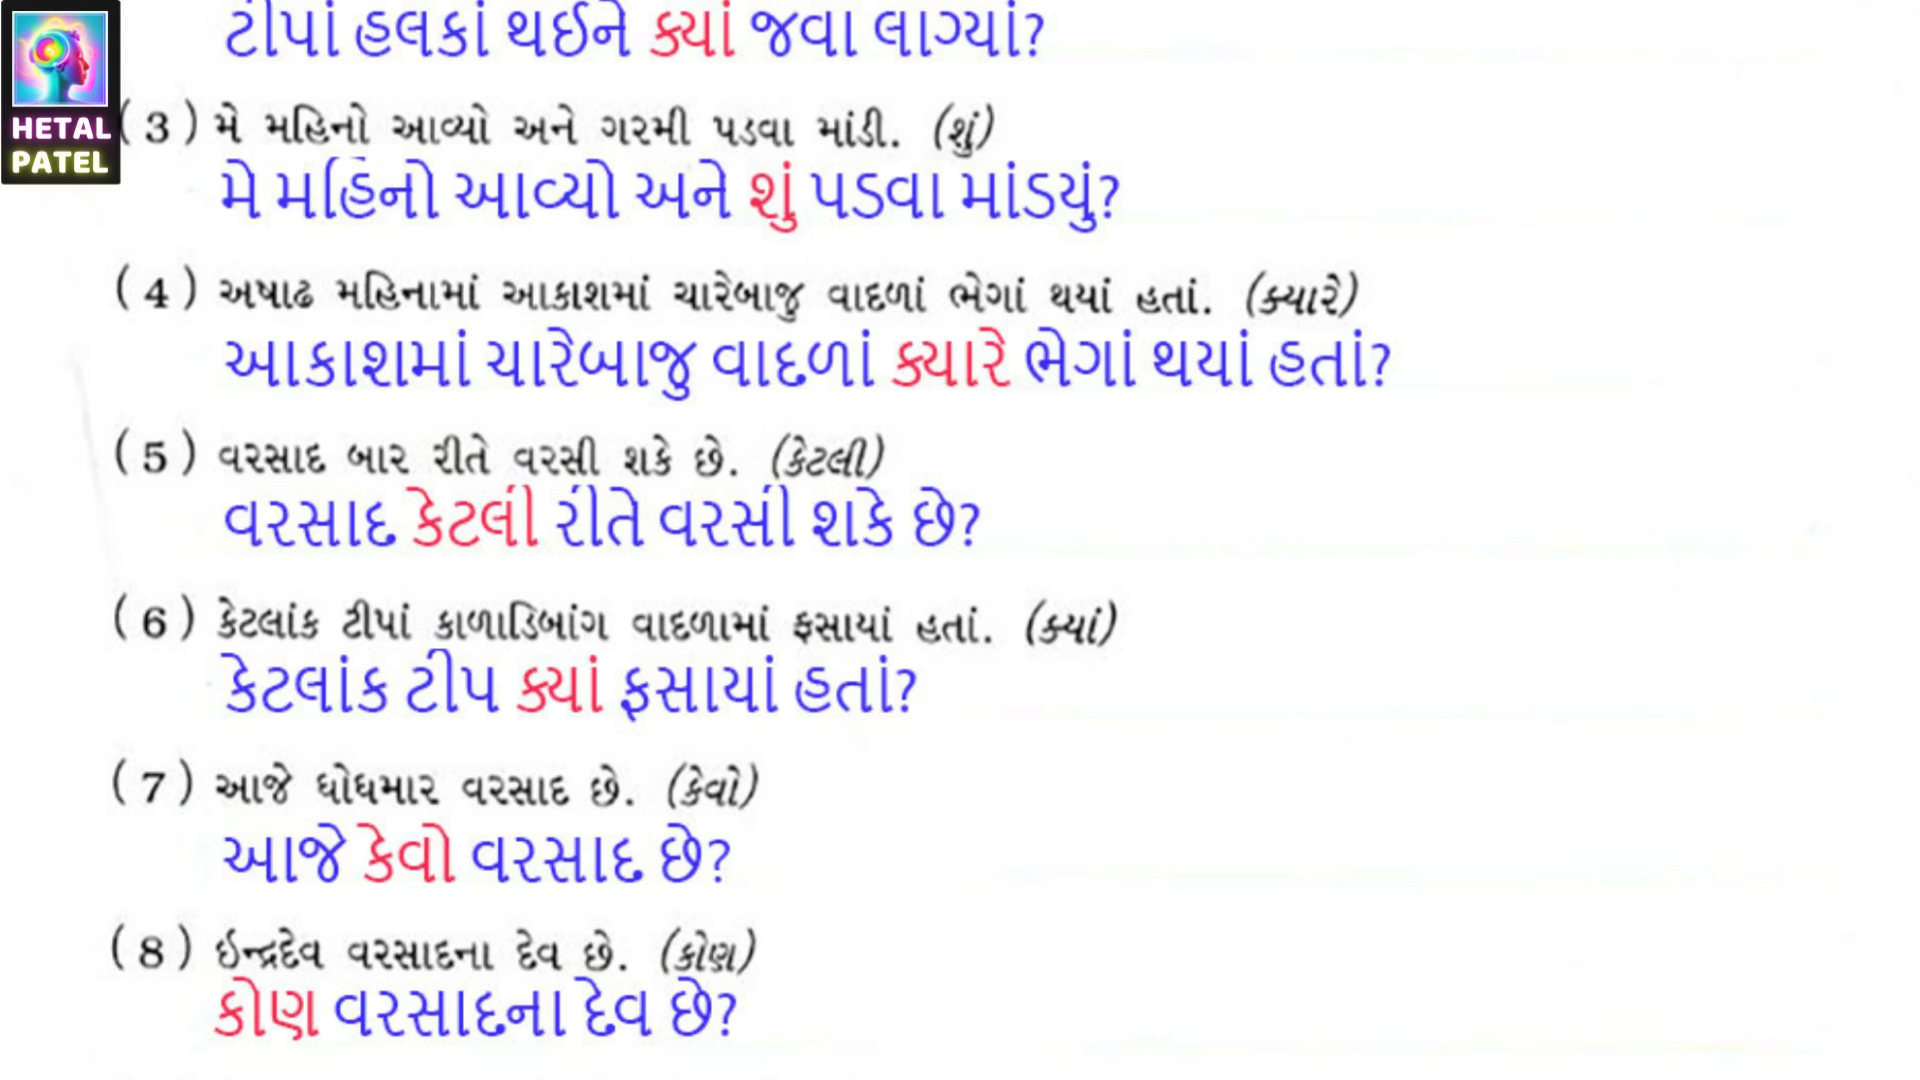 ટીપાં હલકાં થઈને ક્યાં જવા લાગ્યાં?
HETAL
PATEL
(3) મે મહિનો આવ્યો અને ગરમી પડવા માંડી. (શું)
મે મહિનો આવ્યો અને શું પડવા માંડયું?
(4) અષાઢ મહિનામાં આકાશમાં ચારેબાજુ વાદળાં ભેગાં થયાં હતાં. (ક્યારે)
આકાશમાં ચારેબાજુ વાદળાં ક્યારે ભેગાં થયાં હતાં?
(5) વરસાદ બાર રીતે વરસી શકે છે. (કેટલી)
વરસાદ કેટલી રીતે વરસી શકે છે?
(6) કેટલાંક ટીપાં કાળાડિબાંગ વાદળામાં ફસાયાં હતાં. (ક્યાં)
કેટલાંક ટીપ ક્યાં ફસાયાં હતાં?
(7) આજે ધોધમાર વરસાદ છે. (કેવો)
આજે કેવો વરસાદ છે?
(8) ઇન્દ્રદેવ વરસાદના દેવ છે. (કોણ)
કોણ વરસાદના દેવ છે?